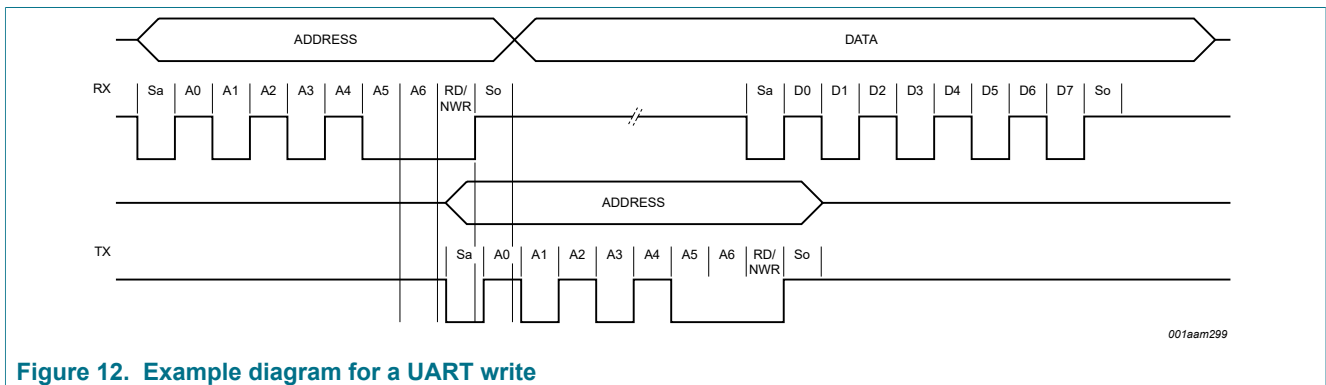 ADDRESS DATA
RX Sa A0 A1 A2 A3 A4 A5 A6 RD/ So Sa D0 D1 D2 D3 D4 D5 D6 D7 So
NWR
ADDRESS
TX Sa A0 A1 A2 A3 A4 A5 A6 RD/ So
NWR
001aam299
Figure 12. Example diagram for a UART write